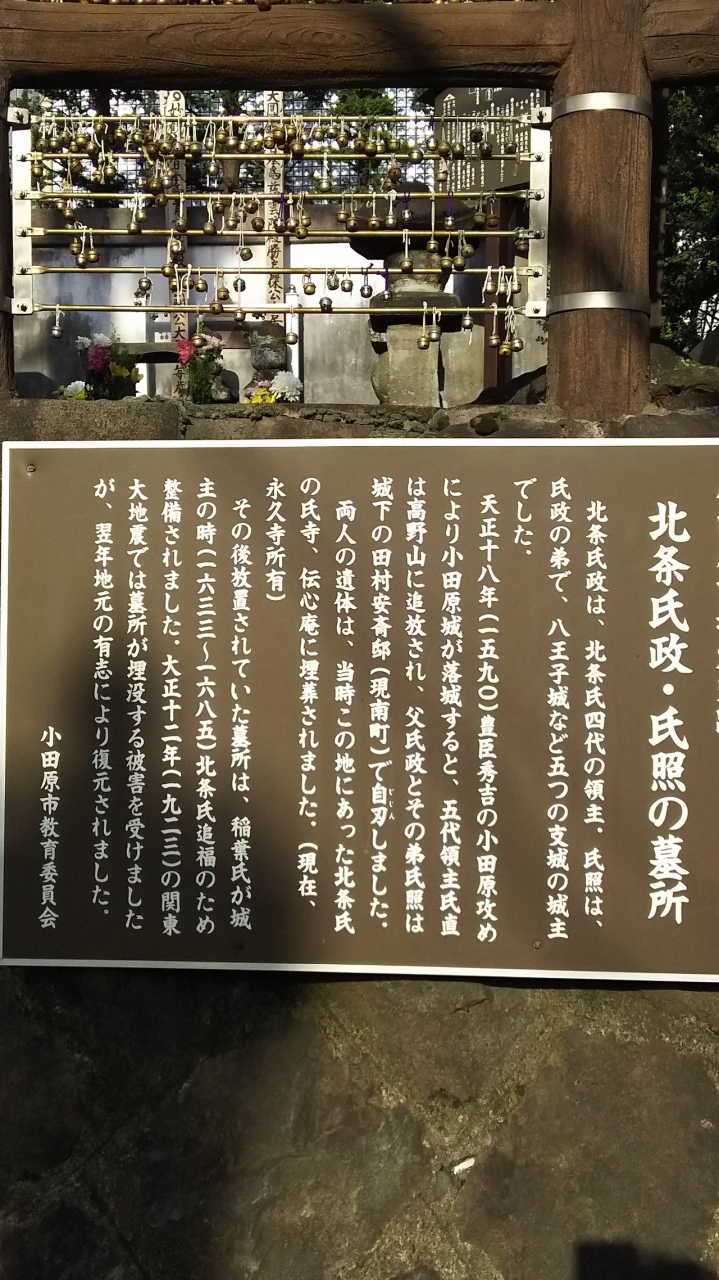 北条氏政・氏照の墓所
北条氏政は、北条氏四代の領主。氏照は、
氏政の弟で、八王子城など五つの支城の城主
でした。
天正十八年(一五九〇)豊臣秀吉の小田原攻め
により小田原城が落城すると、五代領主氏直
は高野山に追放され、父氏政とその弟氏照は
城下の田村安斎邸(現南町)で自刃しました。
じじん
両人の遺体は、当時この地にあった北条氏
の氏寺、伝心庵に埋葬されました。(現在、
永久寺所有)
その後放置されていた墓所は、稲葉氏が城
主の時(一六三三～一六八五)北条氏追福のため
整備されました。大正十二年(一九二三)の関東
大地震では墓所が埋没する被害を受けました
が、翌年地元の有志により復元されました。
小田原市教育委員会